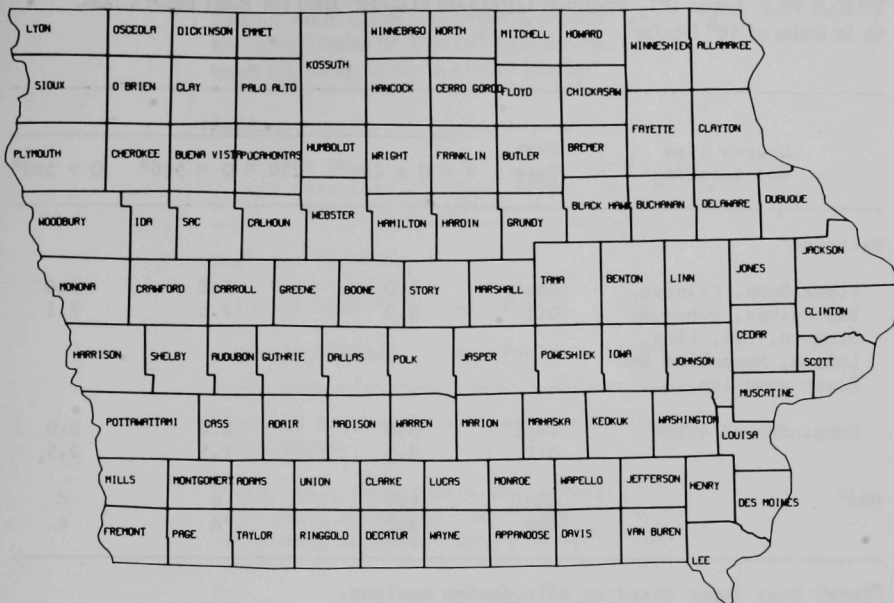 LYON OSCEOLA DICKINSON EMMET WINNEBAGO WORTH MITCHELL HOWARD WINNESHIEK ALLAMAKEE
KOSSUTH
SIOUX O BRIEN CLAY PALO ALTO HANCOCK CERRO GORDO FLOYD CHICKASAW
FAYETTE CLAYTON
PLYMOUTH CHEROKEE BUENA VISTA POCAHONTAS HUMBOLDT WRIGHT FRANKLIN BUTLER BREMER
WOODBURY IDA SAC CALHOUN WEBSTER HAMILTON HARDIN GRUNDY BLACK HAWK BUCHANAN DELAWARE DUBUQUE
MONONA CRAWFORD CARROLL GREENE BOONE STORY MARSHALL TAMA BENTON LINN JONES JACKSON
CLINTON
HARRISON SHELBY AUDUBON GUTHRIE DALLAS POLK JASPER POWESHIEK IOWA JOHNSON CEDAR SCOTT
MUSCATINE
POTTAWATTAMI CASS ADAIR MADISON WARREN MARION MAHASKA KEOKUK WASHINGTON
LOUISA
MILLS MONTGOMERY ADAMS UNION CLARKE LUCAS MONROE WAPELLO JEFFERSON HENRY
DES MOINES
FREMONT PAGE TAYLOR RINGGOLD DECATUR WAYNE APPANOOSE DAVIS VAN BUREN
LEE